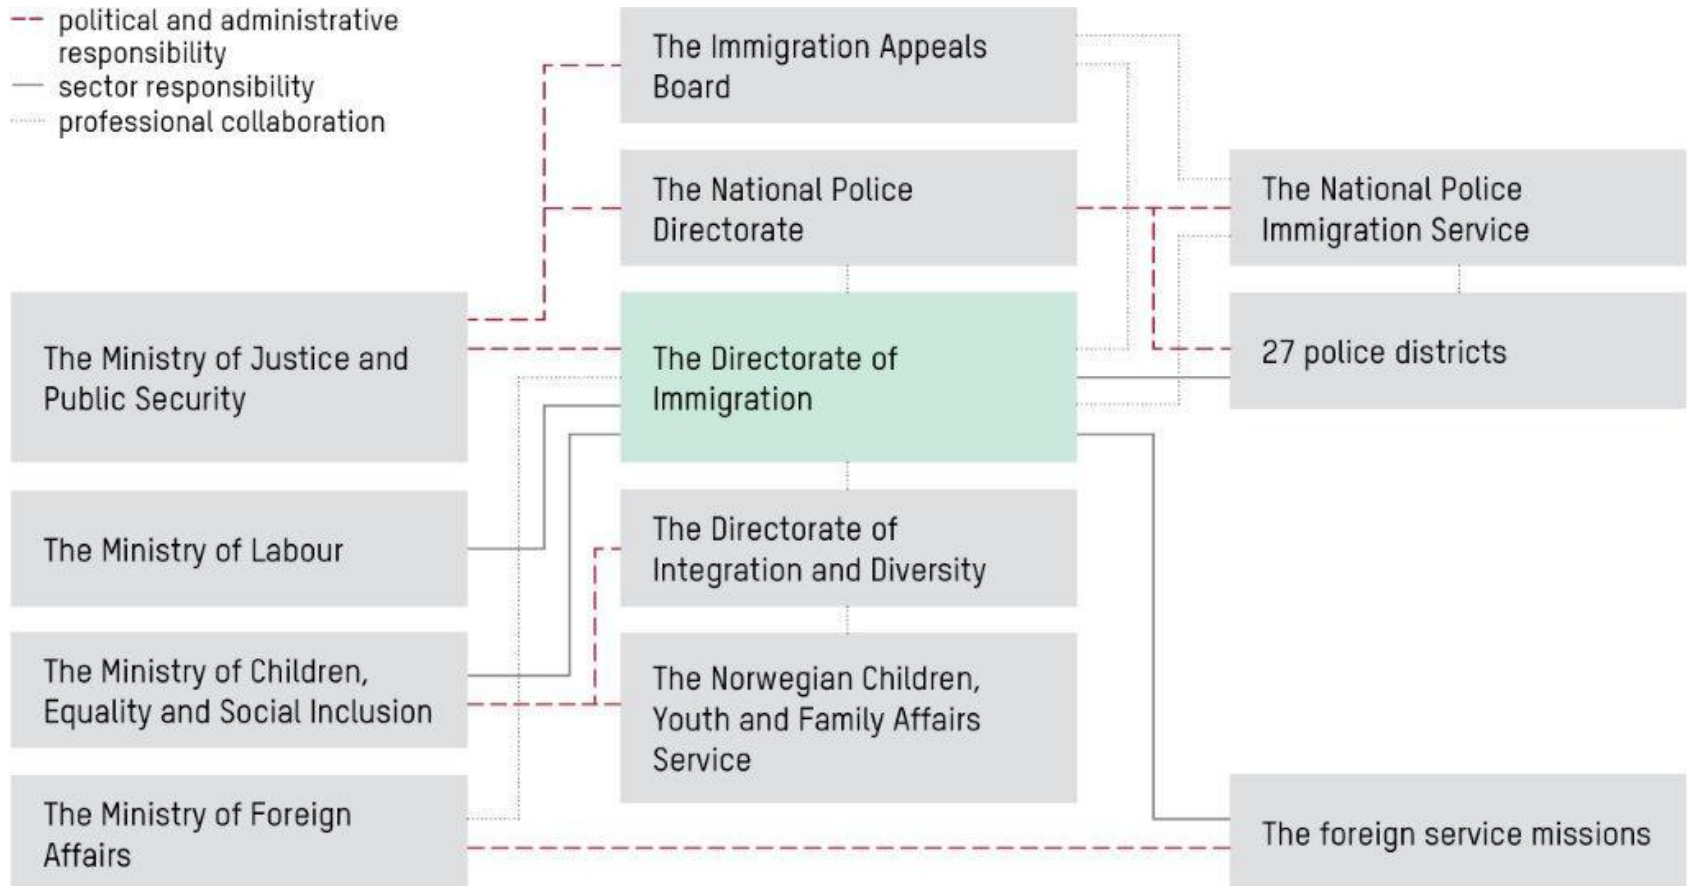 political and administrative
responsibility
sector responsibility
professional collaboration
The Immigration Appeals
Board
The National Police
Directorate
The National Police
Immigration Service
The Ministry of Justice and
Public Security
The Directorate of
Immigration
27 police districts
The Ministry of Labour
The Directorate of
Integration and Diversity
The Ministry of Children,
Equality and Social Inclusion
The Norwegian Children,
Youth and Family Affairs
Service
The Ministry of Foreign
Affairs
The foreign service missions